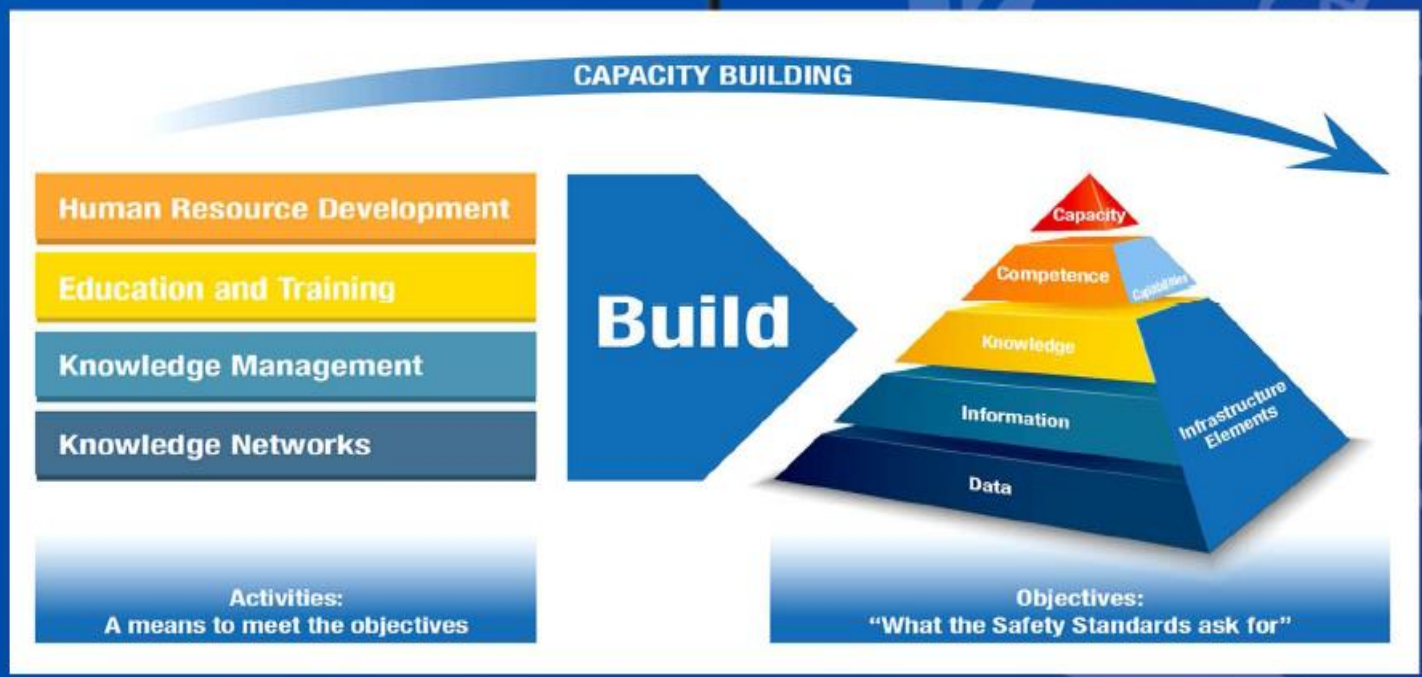 CAPACITY BUILDING
Human Resource Development
Education and Training
Knowledge Management
Knowledge Networks
Build
Capacity
Competence
Capabilities
Knowledge
Information
Data
Infrastructure
Elements
Activities:
A means to meet the objectives
Objectives:
“What the Safety Standards ask for”